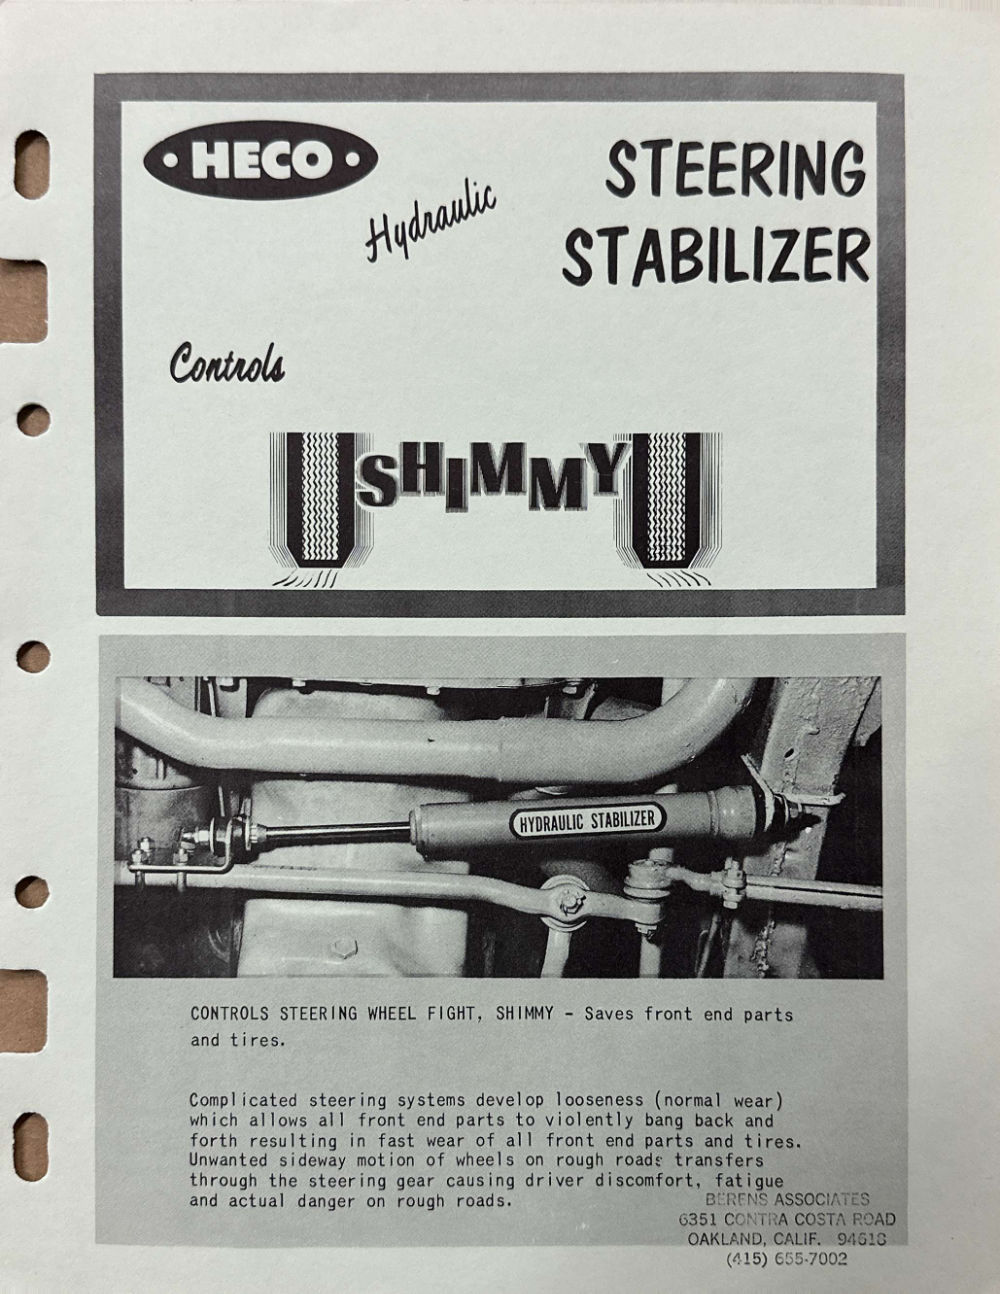 HECO
Hydraulic
STEERING
STABILIZER
Controls
SHIMMY
HYDRAULIC STABILIZER
CONTROLS STEERING WHEEL FIGHT, SHIMMY - Saves front end parts
and tires.
Complicated steering systems develop looseness (normal wear)
which allows all front end parts to violently bang back and
forth resulting in fast wear of all front end parts and tires.
Unwanted sideway motion of wheels on rough roads transfers
through the steering gear causing driver discomfort, fatigue
and actual danger on rough roads.
BERENS ASSOCIATES
6351 CONTRA COSTA ROAD
OAKLAND, CALIF. 94618
(415) 655-7002